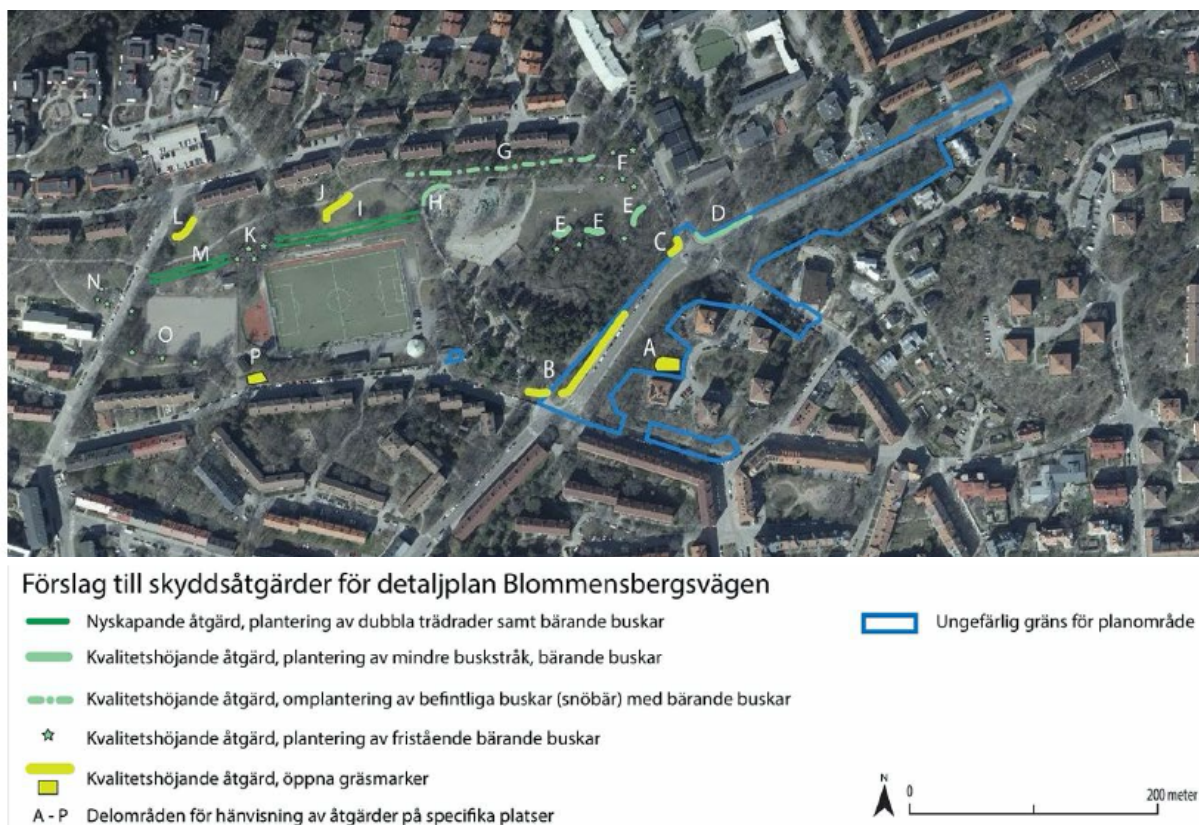 G
F
J
I
H
E
L
D
K
E
E
C
M
N
O
P
A
B
Förslag till skyddsåtgärder för detaljplan Blommensbergsvägen
Nyskapande åtgärd, plantering av dubbla trädrader samt bärande buskar
Ungefärlig gräns för planområde
Kvalitetshöjande åtgärd, plantering av mindre buskstråk, bärande buskar
Kvalitetshöjande åtgärd, omplantering av befintliga buskar (snöbär) med bärande buskar
Kvalitetshöjande åtgärd, plantering av fristående bärande buskar
Kvalitetshöjande åtgärd, öppna gräsmarker
A - P Delområden för hänvisning av åtgärder på specifika platser
N
0
200 meter